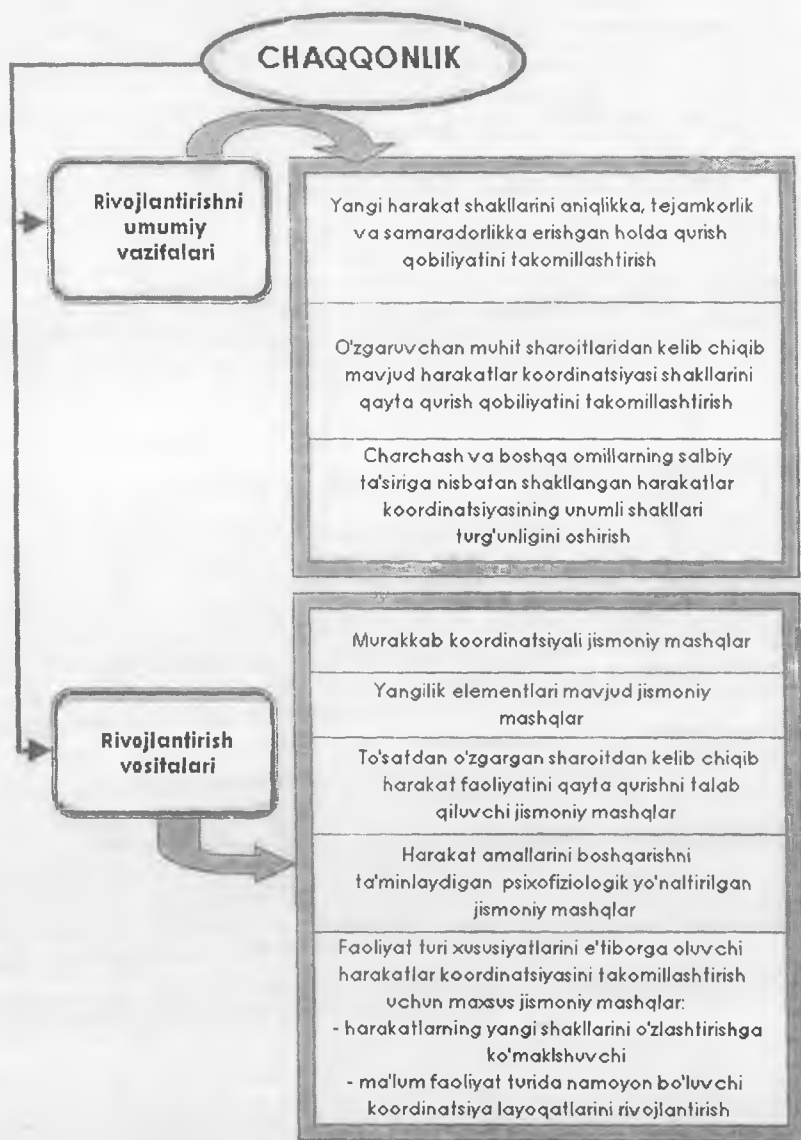 CHAQQONLIK
Rivojlantirishni
umumiy
vazifalari
Yangi harakat shakllarini aniqlikka, tejamkorlik
va samaradorlikka erishgan holda qurish
qobiliyatini takomillashtirish
O'zgaruvchan muhit sharoitlaridan kelib chiqib
mavjud harakatlar koordinatsiyasi shakllarini
qayta qurish qobiliyatini takomillashtirish
Charchash va boshqa omillarning salbiy
ta'siriga nisbatan shakllangan harakatlar
koordinatsiyasining unumli shakllari
turg'unligini oshirish
Rivojlantirish
vositalari
Murakkab koordinatsiyali jismoniy mashqlar
Yangilik elementlari mavjud jismoniy
mashqlar
To'satdan o'zgargan sharoitdan kelib chiqib
harakat faoliyatini qayta qurishni talab
qiluvchi jismoniy mashqlar
Harakat amallarini boshqarishni
ta'minlaydigan psixofiziologik yo'naltirilgan
jismoniy mashqlar
Faoliyat turi xususiyatlarini e'tiborga oluvchi
harakatlar koordinatsiyasini takomillashtirish
uchun maxsus jismoniy mashqlar:
- harakatlarning yangi shakllarini o'zlashtirishga
ko'maklshuvchi
- ma'lum faoliyat turida namoyon bo'luvchi
koordinatsiya layoqatlarini rivojlantirish